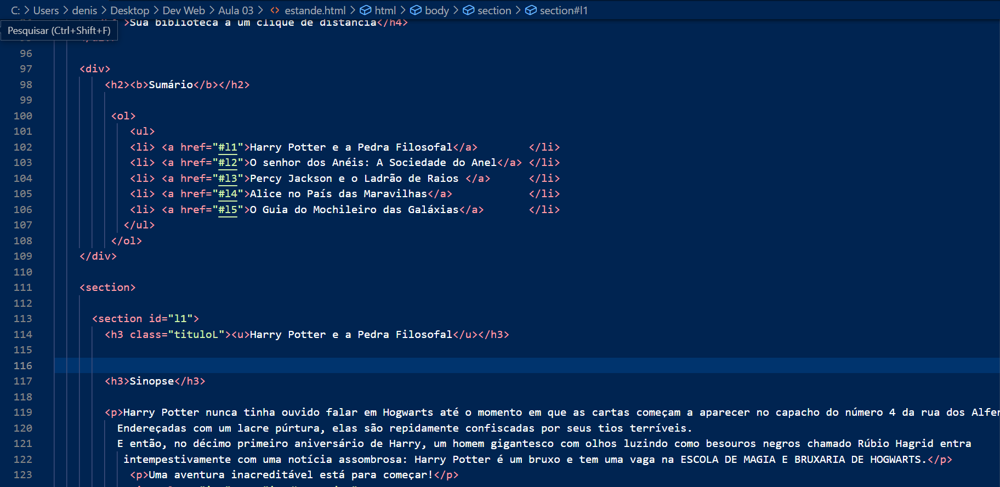 C: > Users > denis > Desktop > Dev Web > Aula 03 > <> estande.html > html > body > section > section#l1
>Sua biblioteca a um clique de distancia</h4>
Pesquisar (Ctrl+Shift+F)
96
97 <div>
98 <h2><b>Sumário</b></h2>
99
100 <ol>
101 <ul>
102 <li> <a href="#l1">Harry Potter e a Pedra Filosofal</a> </li>
103 <li> <a href="#l2">O senhor dos Anéis: A Sociedade do Anel</a> </li>
104 <li> <a href="#l3">Percy Jackson e o Ladrão de Raios </a> </li>
105 <li> <a href="#l4">Alice no País das Maravilhas</a> </li>
106 <li> <a href="#l5">O Guia do Mochileiro das Galáxias</a> </li>
107 </ul>
108 </ol>
109 </div>
110
111 <section>
112
113 <section id="l1">
114 <h3 class="tituloL"><u>Harry Potter e a Pedra Filosofal</u></h3>
115
116
117 <h3>Sinopse</h3>
118
119 <p>Harry Potter nunca tinha ouvido falar em Hogwarts até o momento em que as cartas começam a aparecer no capacho do número 4 da rua dos Alfer
120 Endereçadas com um lacre púrtura, elas são repidamente confiscadas por seus tios terríveis.
121 E então, no décimo primeiro aniversário de Harry, um homem gigantesco com olhos luzindo como besouros negros chamado Rúbio Hagrid entra
122 intempestivamente com uma notícia assombrosa: Harry Potter é um bruxo e tem uma vaga na ESCOLA DE MAGIA E BRUXARIA DE HOGWARTS.</p>
123 <p>Uma aventura inacreditável está para começar!</p>